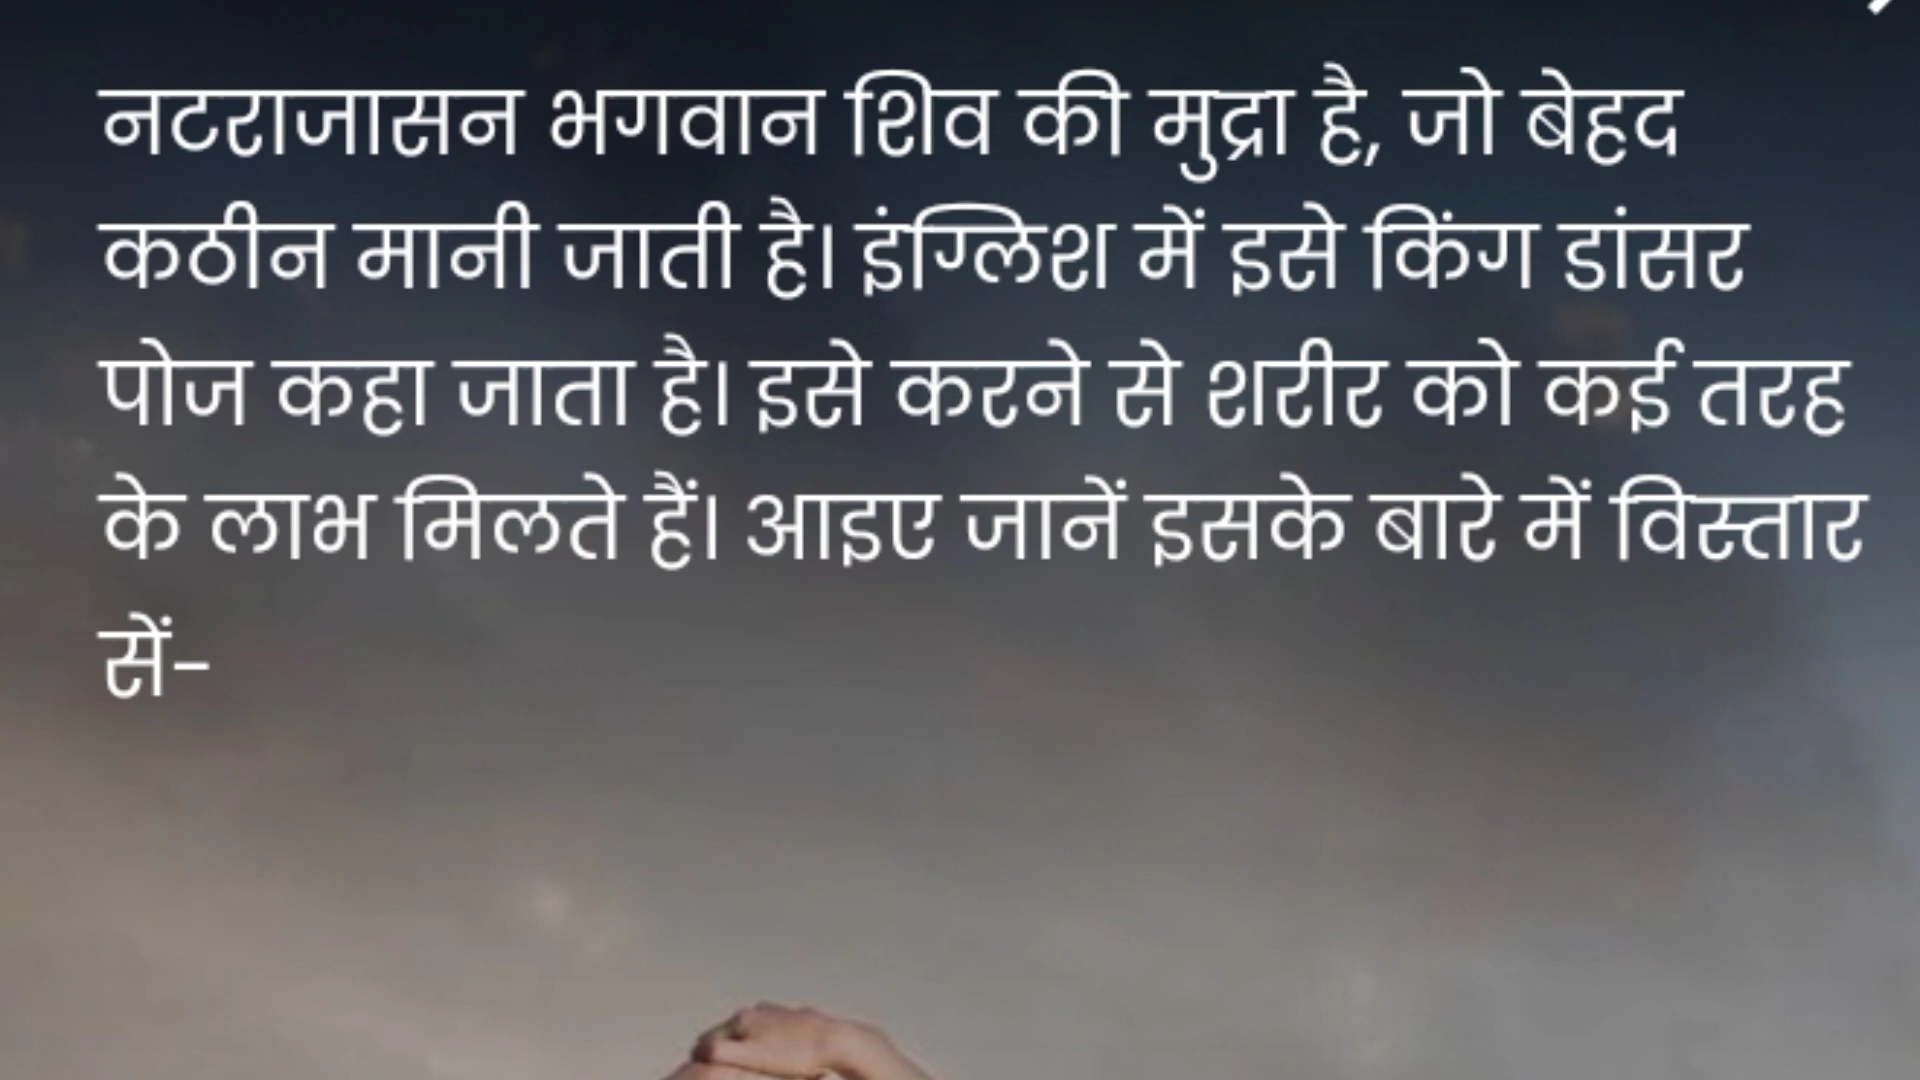 नटराजासन भगवान शिव की मुद्रा है, जो बेहद
कठीन मानी जाती है। इंग्लिश में इसे किंग डांसर
पोज कहा जाता है। इसे करने से शरीर को कई तरह
के लाभ मिलते हैं। आइए जानें इसके बारे में विस्तार
सें-